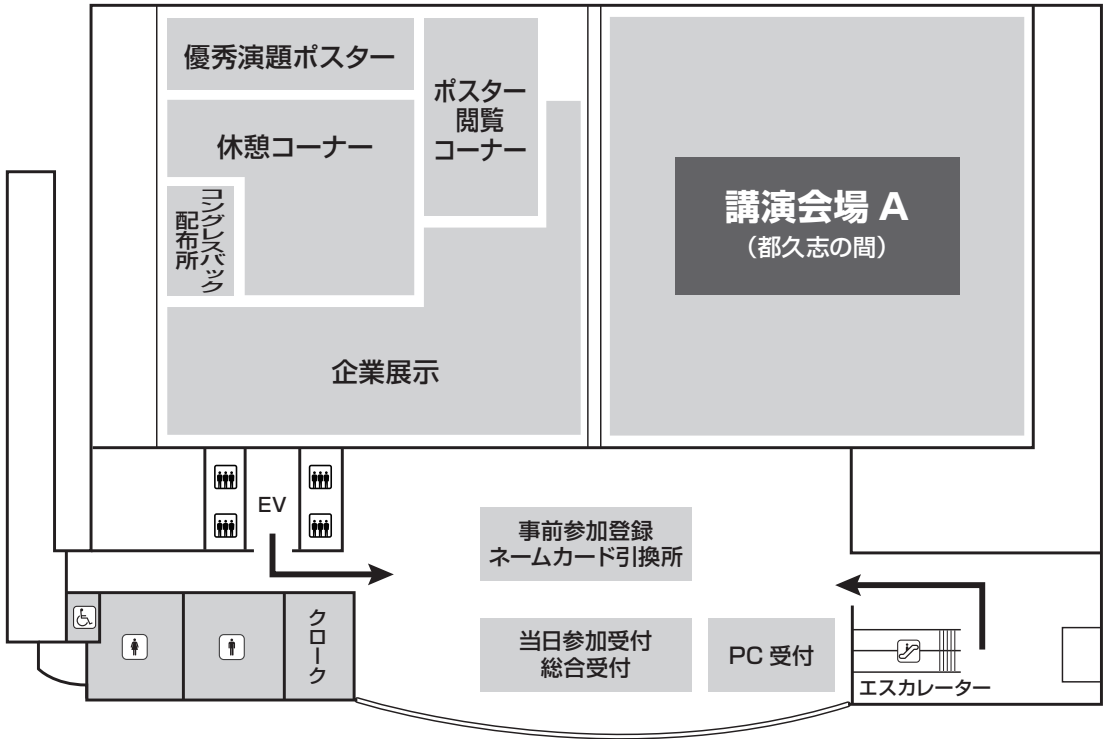 優秀演題ポスター
ポスター
閲覧
コーナー
休憩コーナー
コングレスバック
配布所
講演会場 A
（都久志の間）
企業展示
EV
事前参加登録
ネームカード引換所
クローク
当日参加受付
総合受付
PC 受付
エスカレーター